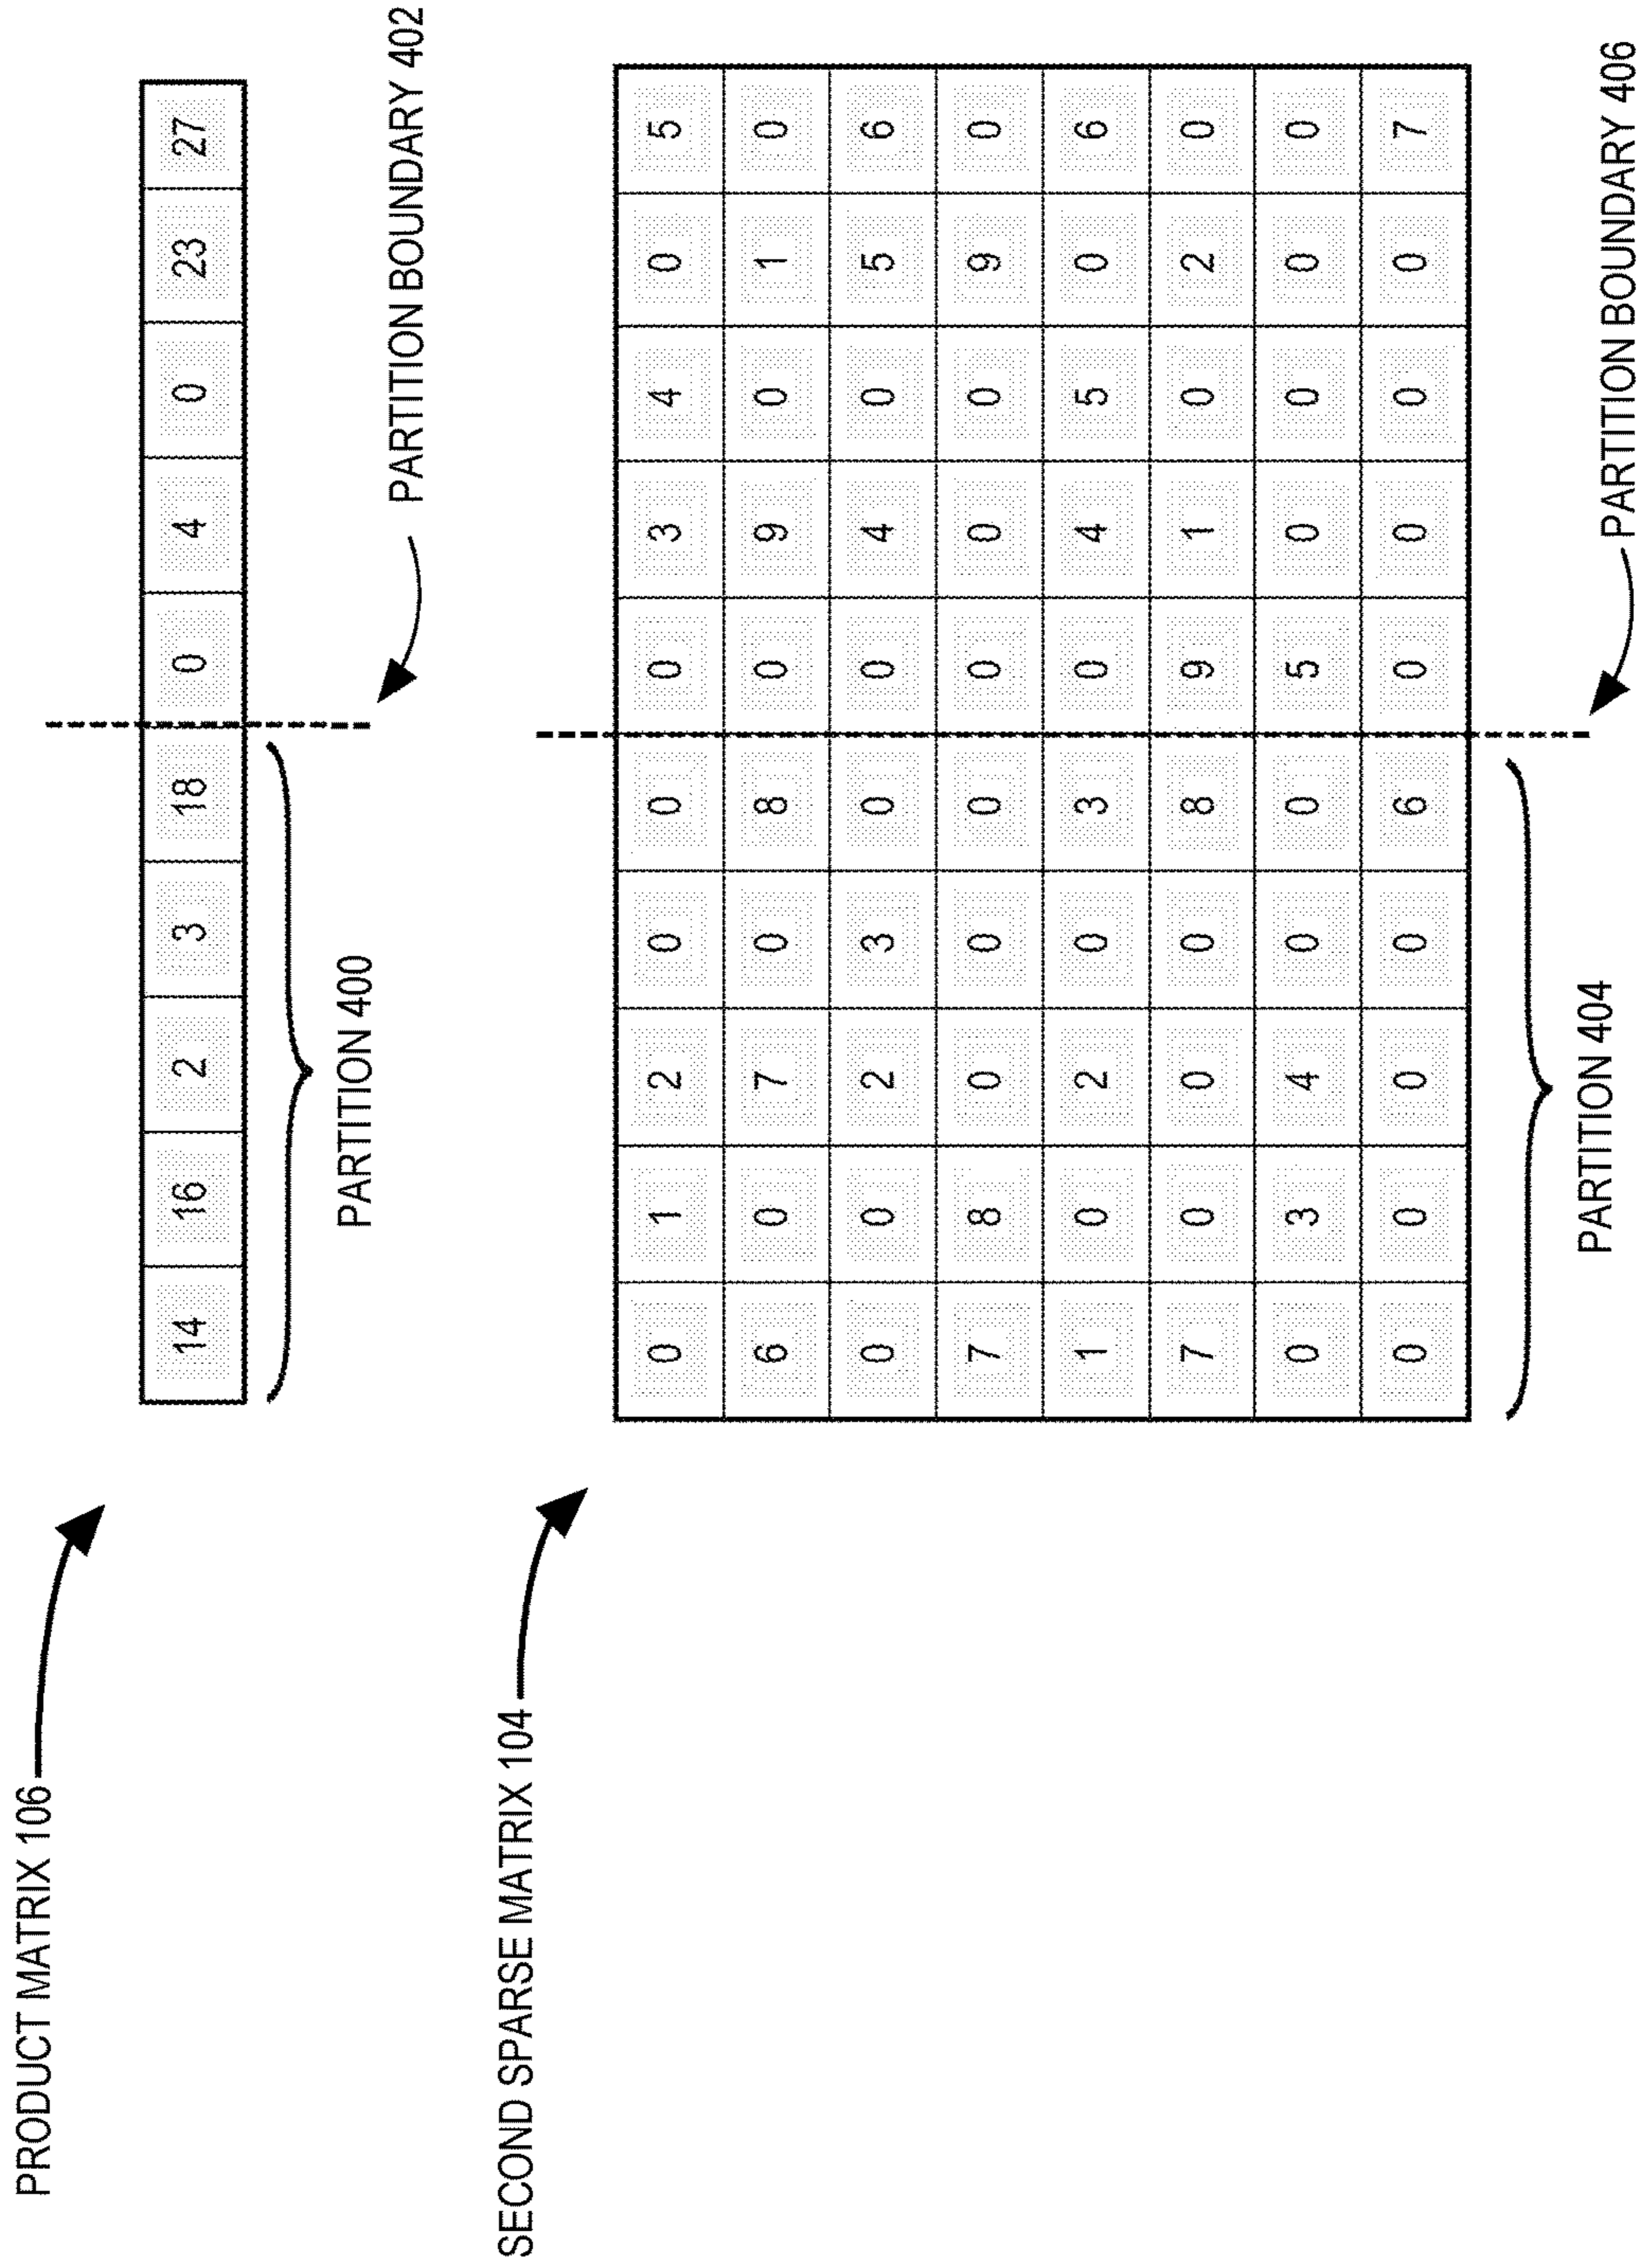 PRODUCT MATRIX 106
14 16 2 3 18 0 4 0 23 27
PARTITION 400
PARTITION BOUNDARY 402
SECOND SPARSE MATRIX 104
0 1 2 0 0 0 3 4 0 5
6 0 7 0 8 0 9 0 1 0
0 0 2 3 0 0 4 0 5 6
7 8 0 0 0 0 0 0 9 0
1 0 2 0 3 0 4 5 0 6
7 0 0 0 8 9 1 0 2 0
0 3 4 0 0 5 0 0 0 0
0 0 0 0 6 0 0 0 0 7
PARTITION 404
PARTITION BOUNDARY 406